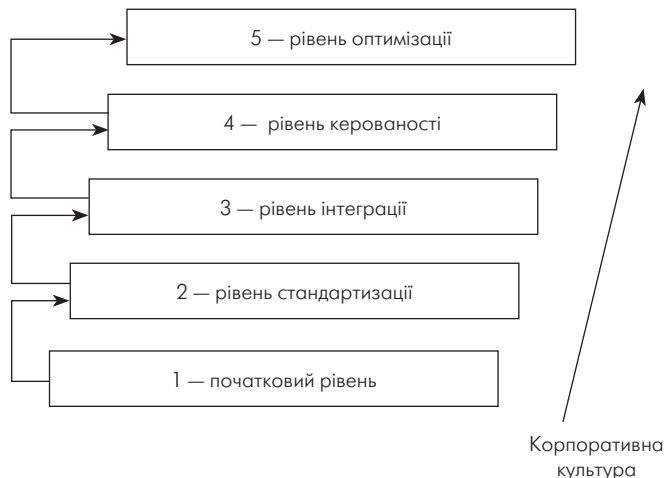 5 — рівень оптимізації
4 — рівень керованості
3 — рівень інтеграції
2 — рівень стандартизації
1 — початковий рівень
Корпоративна
культура